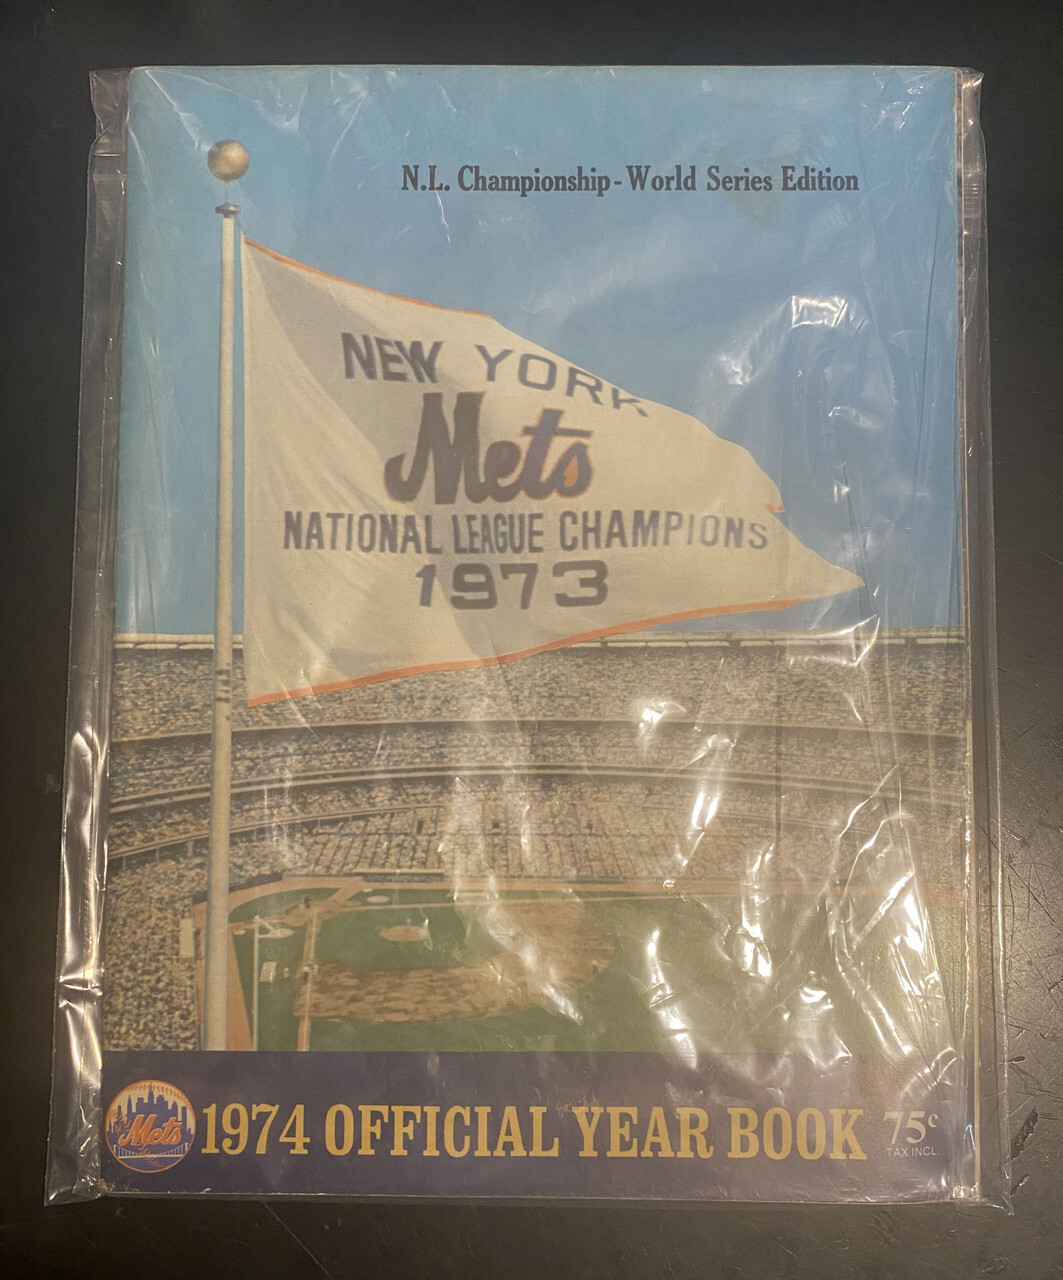 N.L. Championship - World Series Edition
NEW YORK
Mets
NATIONAL LEAGUE CHAMPIONS
1973
Mets
1974 OFFICIAL YEAR BOOK
75¢
TAX INCL.